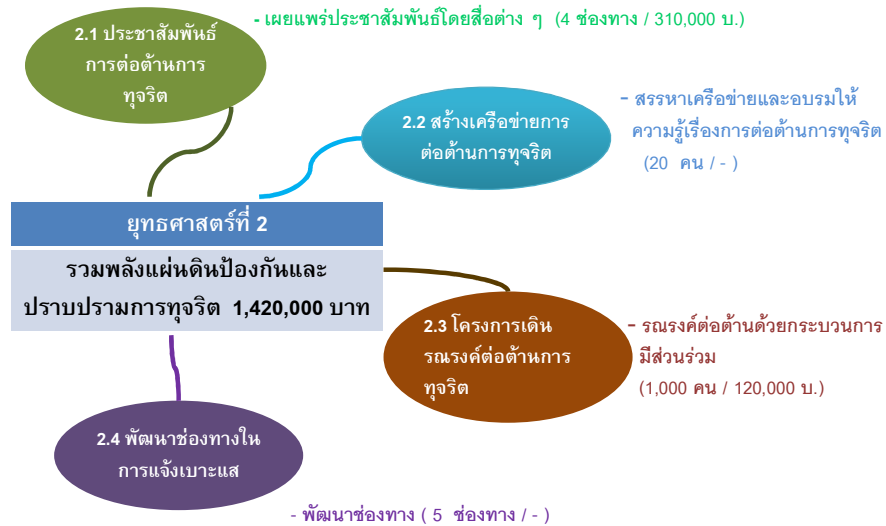 2.1 ประชาสัมพันธ์
การต่อต้านการ
ทุจริต
- เผยแพร่ประชาสัมพันธ์โดยสื่อต่าง ๆ (4 ช่องทาง / 310,000 บ.)
2.2 สร้างเครือข่ายการ
ต่อต้านการทุจริต
- สรรหาเครือข่ายและอบรมให้
ความรู้เรื่องการต่อต้านการทุจริต
(20 คน / - )
ยุทธศาสตร์ที่ 2
รวมพลังแผ่นดินป้องกันและ
ปราบปรามการทุจริต 1,420,000 บาท
2.3 โครงการเดิน
รณรงค์ต่อต้านการ
ทุจริต
- รณรงค์ต่อต้านด้วยกระบวนการ
มีส่วนร่วม
(1,000 คน / 120,000 บ.)
2.4 พัฒนาช่องทางใน
การแจ้งเบาะแส
- พัฒนาช่องทาง ( 5 ช่องทาง / - )